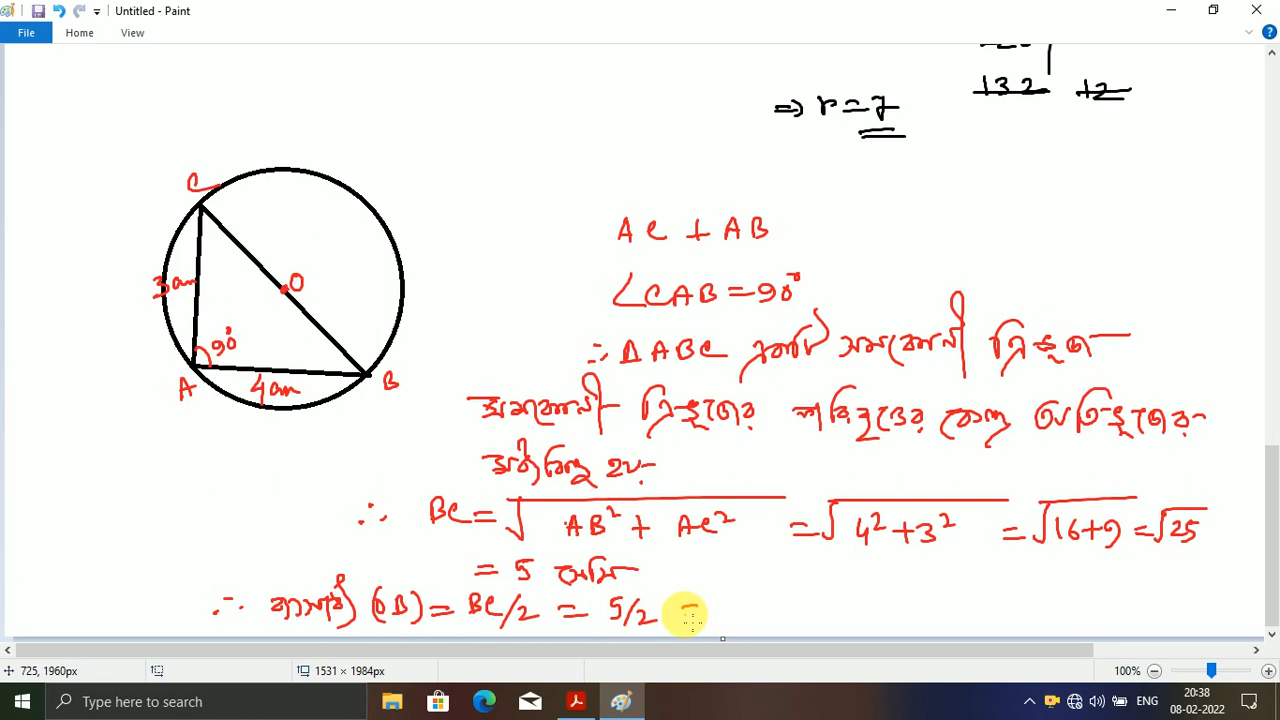 Untitled - Paint
File Home View
132 12
⇒ r = 7
C
3cm
O
90°
A
4cm
B
AC ⊥ AB
∠CAB = 90°
∴ ΔABC একটি সমকোণী ত্রিভুজ
সমকোণী ত্রিভুজের পরিবৃত্তের কেন্দ্র অতিভুজের
মধ্যবিন্দু হয়
∴ BC = √AB² + AC² = √4² + 3² = √16+9 = √25
= 5 সেমি
∴ ব্যাসার্ধ (OB) = BC/2 = 5/2 =
725, 1960px
1531 × 1984px
100%
Type here to search
ENG
20:38
08-02-2022